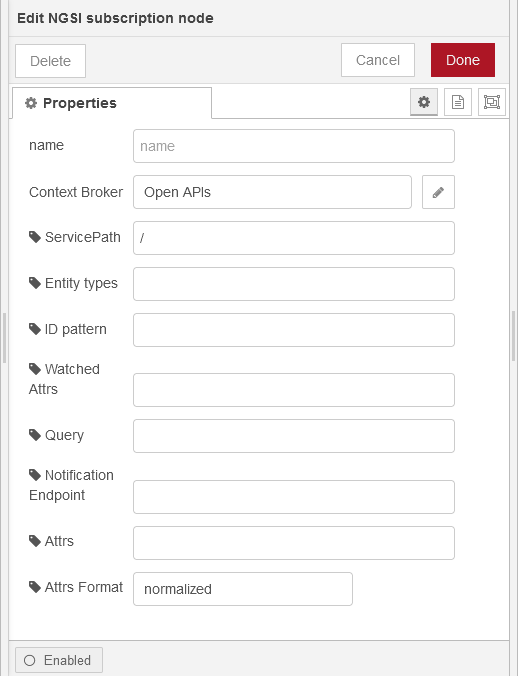 Edit NGSI subscription node
Delete
Cancel
Done
Properties
name
name
Context Broker
Open APIs
ServicePath
/
Entity types
ID pattern
Watched
Attrs
Query
Notification
Endpoint
Attrs
Attrs Format
normalized
Enabled